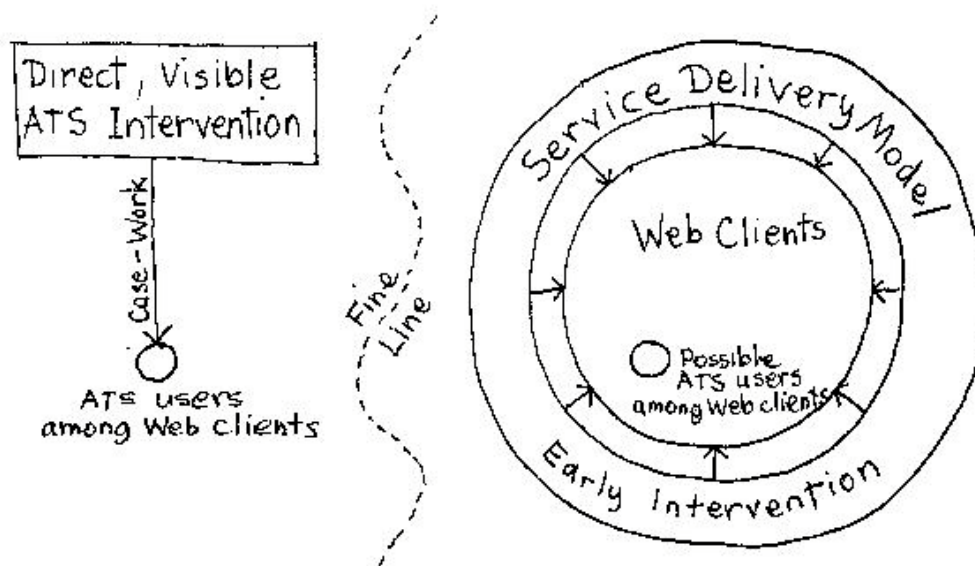 Direct, Visible
ATS Intervention
Case-Work
ATS users
among Web clients
Fine
Line
Service Delivery Model
Web Clients
Possible
ATS users
among Web clients
Early Intervention